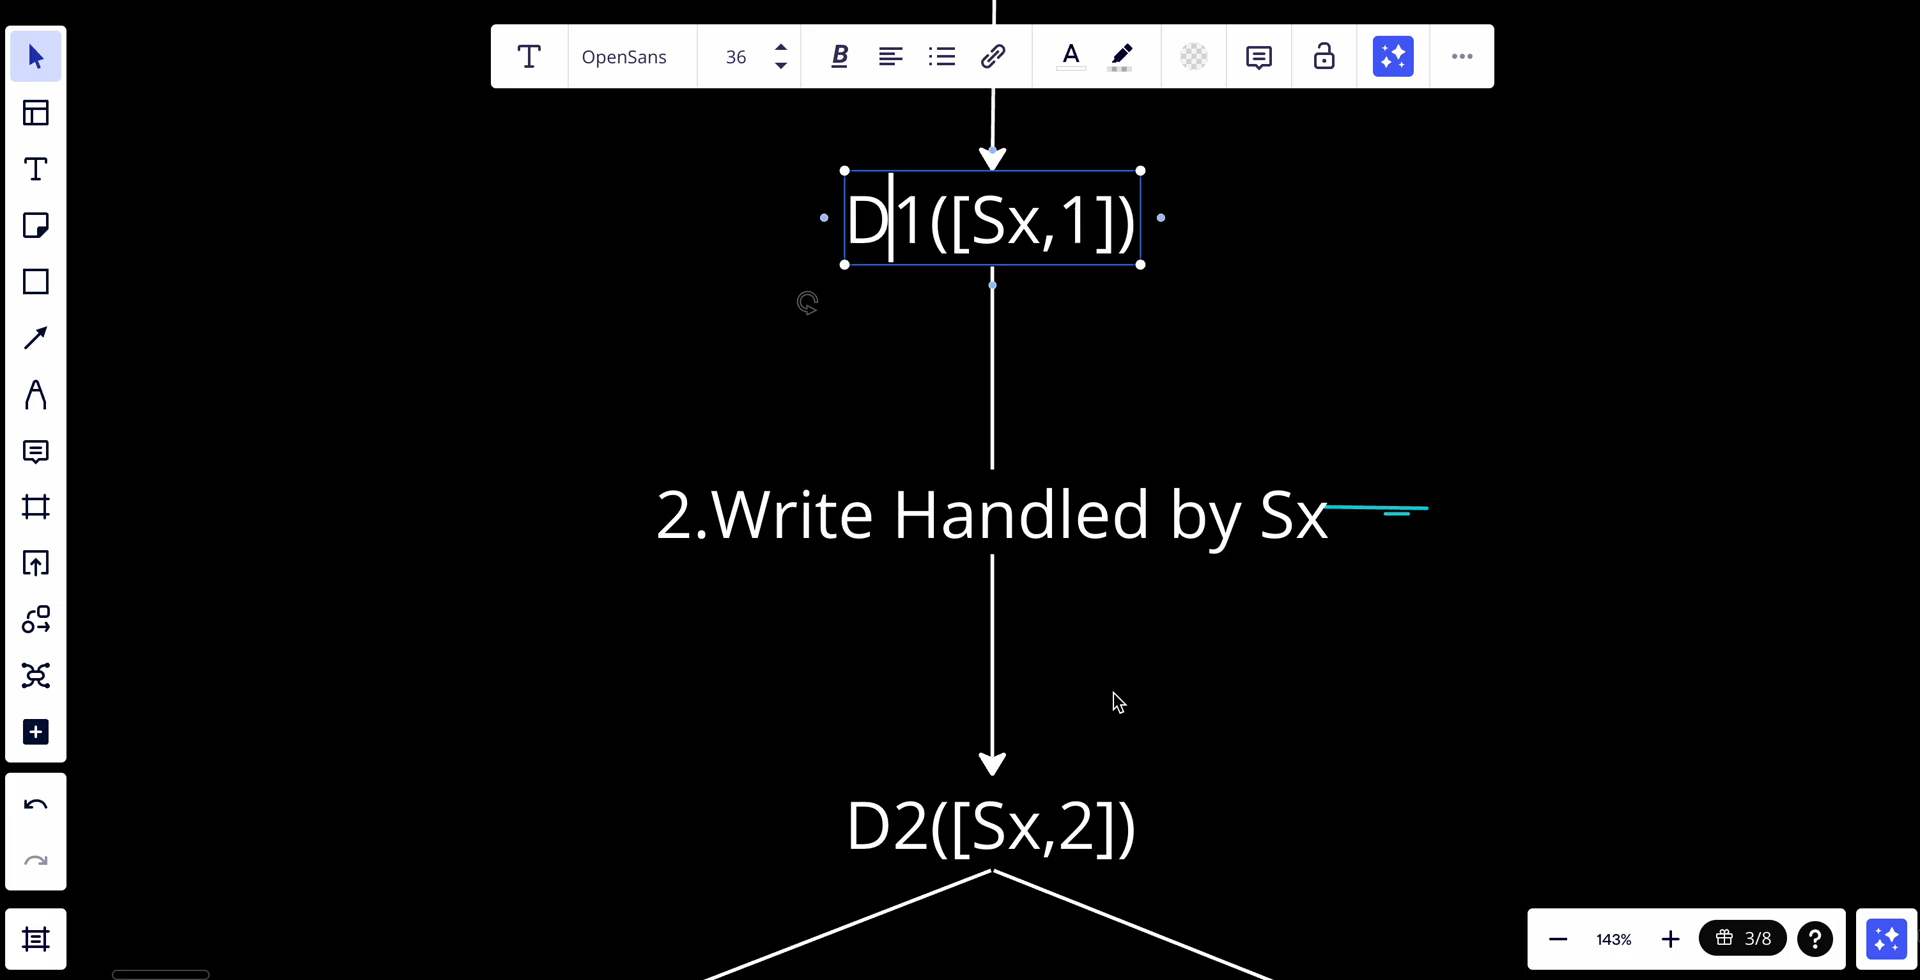 OpenSans 36 B A
D1([Sx,1])
2.Write Handled by Sx
D2([Sx,2])
143% 3/8 ?